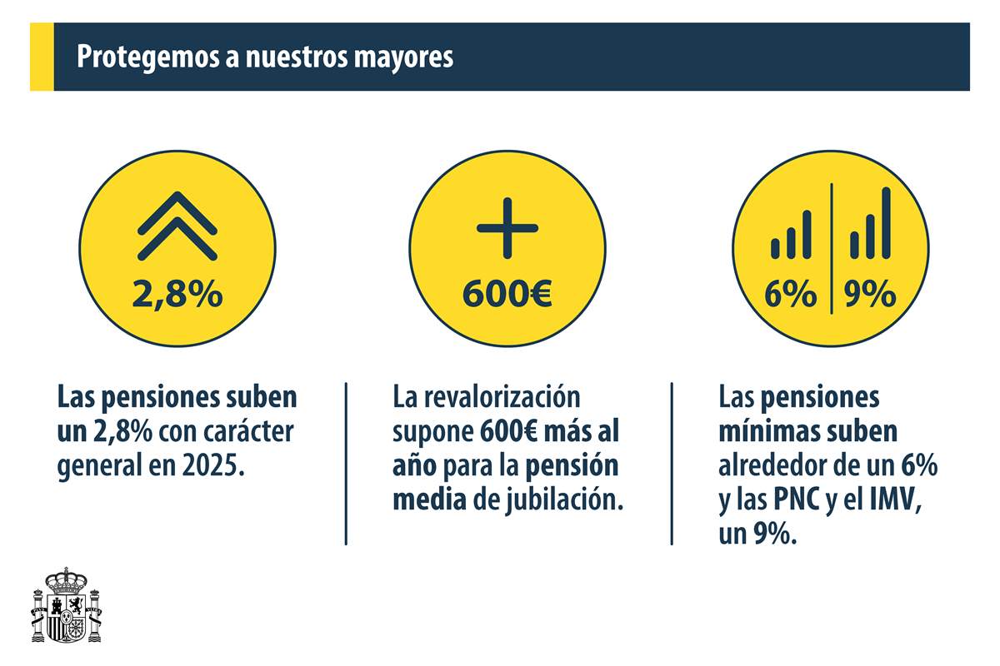 Protegemos a nuestros mayores
2,8%
600€
6%
9%
Las pensiones suben
un 2,8% con carácter
general en 2025.
La revalorización
supone 600€ más al
año para la pensión
media de jubilación.
Las pensiones
mínimas suben
alrededor de un 6%
y las PNC y el IMV,
un 9%.